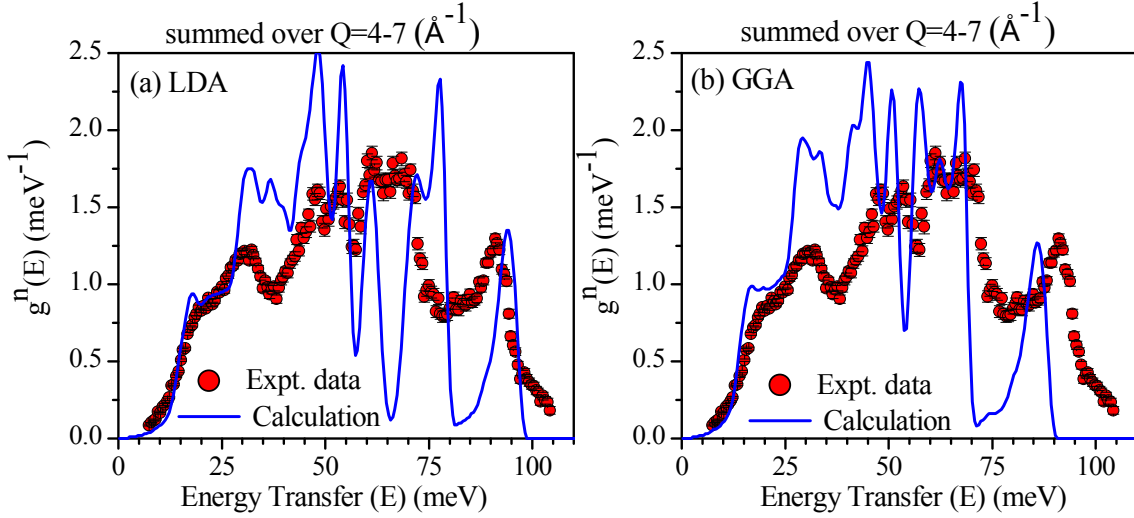 summed over Q=4-7 (Å⁻¹)
(a) LDA
2.5
2.0
1.5
1.0
0.5
0.0
gⁿ(E) (meV⁻¹)
Expt. data
Calculation
0 25 50 75 100
Energy Transfer (E) (meV)
summed over Q=4-7 (Å⁻¹)
(b) GGA
2.5
2.0
1.5
1.0
0.5
0.0
gⁿ(E) (meV⁻¹)
Expt. data
Calculation
0 25 50 75 100
Energy Transfer (E) (meV)